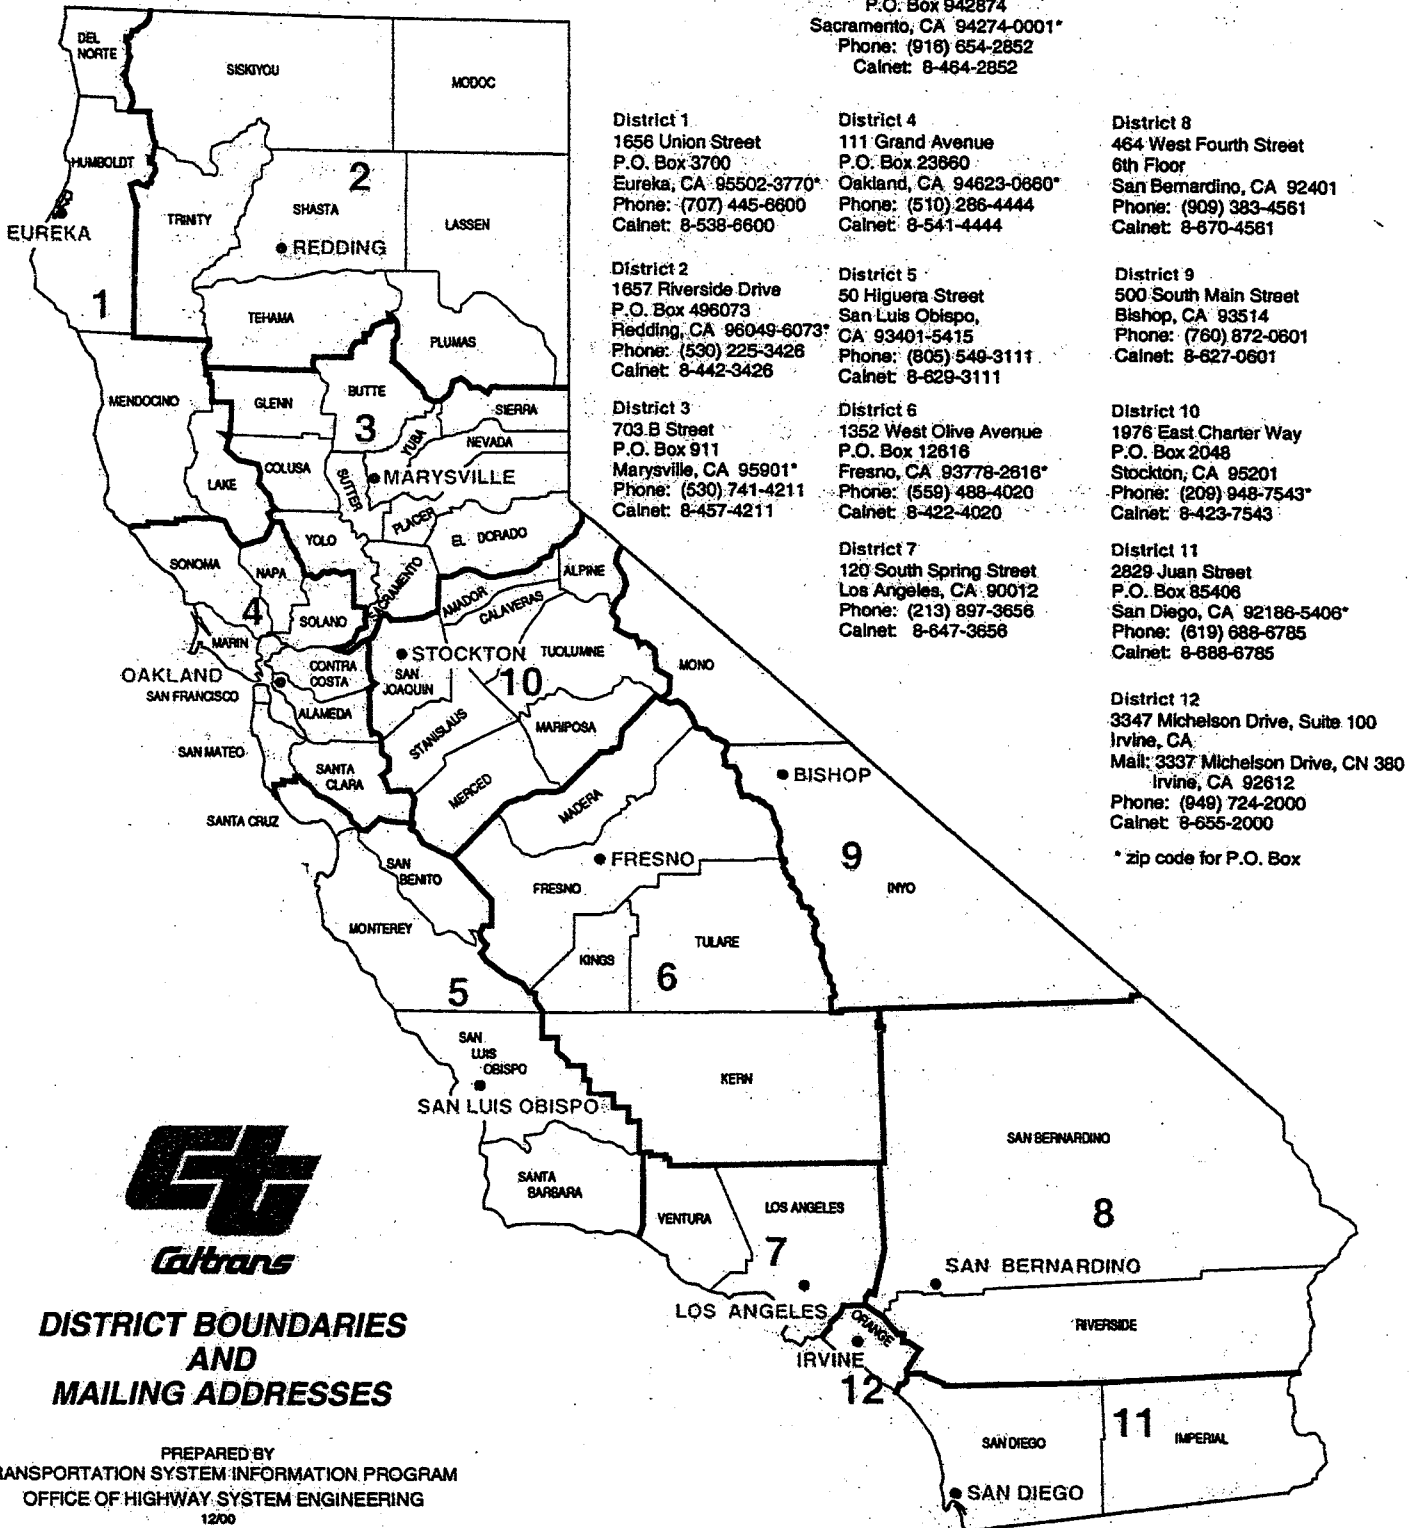 P.O. Box 942874
Sacramento, CA 94274-0001*
Phone: (916) 654-2852
Calnet: 8-464-2852
District 1
1656 Union Street
P.O. Box 3700
Eureka, CA 95502-3770*
Phone: (707) 445-6600
Calnet: 8-538-6600
District 2
1657 Riverside Drive
P.O. Box 496073
Redding, CA 96049-6073*
Phone: (530) 225-3426
Calnet: 8-442-3426
District 3
703 B Street
P.O. Box 911
Marysville, CA 95901*
Phone: (530) 741-4211
Calnet: 8-457-4211
District 4
111 Grand Avenue
P.O. Box 23660
Oakland, CA 94623-0660*
Phone: (510) 286-4444
Calnet: 8-541-4444
District 5
50 Higuera Street
San Luis Obispo,
CA 93401-5415
Phone: (805) 549-3111
Calnet: 8-629-3111
District 6
1352 West Olive Avenue
P.O. Box 12616
Fresno, CA 93778-2616*
Phone: (559) 488-4020
Calnet: 8-422-4020
District 7
120 South Spring Street
Los Angeles, CA 90012
Phone: (213) 897-3656
Calnet: 8-647-3656
District 8
464 West Fourth Street
6th Floor
San Bernardino, CA 92401
Phone: (909) 383-4561
Calnet: 8-670-4561
District 9
500 South Main Street
Bishop, CA 93514
Phone: (760) 872-0601
Calnet: 8-627-0601
District 10
1976 East Charter Way
P.O. Box 2048
Stockton, CA 95201
Phone: (209) 948-7543*
Calnet: 8-423-7543
District 11
2829 Juan Street
P.O. Box 85406
San Diego, CA 92186-5406*
Phone: (619) 688-6785
Calnet: 8-688-6785
District 12
3347 Michelson Drive, Suite 100
Irvine, CA
Mail: 3337 Michelson Drive, CN 380
Irvine, CA 92612
Phone: (949) 724-2000
Calnet: 8-655-2000
* zip code for P.O. Box
DEL
NORTE
SISKIYOU
MODOC
HUMBOLDT
2
TRINITY
SHASTA
LASSEN
EUREKA
REDDING
1
TEHAMA
PLUMAS
MENDOCINO
GLENN
BUTTE
SIERRA
3
YUBA
NEVADA
LAKE
COLUSA
SUTTER
MARYSVILLE
PLACER
EL DORADO
YOLO
SONOMA
NAPA
SACRAMENTO
ALPINE
AMADOR
CALAVERAS
4
SOLANO
MARIN
STOCKTON
TUOLUMNE
MONO
OAKLAND
CONTRA
COSTA
SAN
JOAQUIN
10
SAN FRANCISCO
ALAMEDA
STANISLAUS
MARIPOSA
SAN MATEO
SANTA
CLARA
MERCED
BISHOP
MADERA
SANTA CRUZ
FRESNO
9
SAN
BENITO
FRESNO
INYO
MONTEREY
TULARE
KINGS
6
5
SAN
LUIS
OBISPO
KERN
SAN LUIS OBISPO
SAN BERNARDINO
SANTA
BARBARA
VENTURA
LOS ANGELES
8
7
SAN BERNARDINO
LOS ANGELES
ORANGE
RIVERSIDE
IRVINE
12
11
SAN DIEGO
IMPERIAL
SAN DIEGO
Ct
Caltrans
DISTRICT BOUNDARIES
AND
MAILING ADDRESSES
PREPARED BY
RANSPORTATION SYSTEM INFORMATION PROGRAM
OFFICE OF HIGHWAY SYSTEM ENGINEERING
12/00